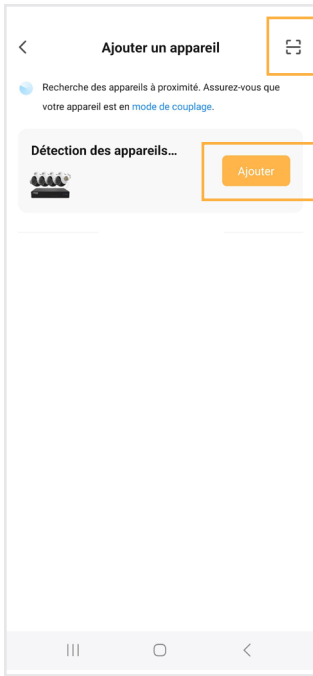 Ajouter un appareil
Recherche des appareils à proximité. Assurez-vous que
votre appareil est en mode de couplage.
Détection des appareils...
Ajouter